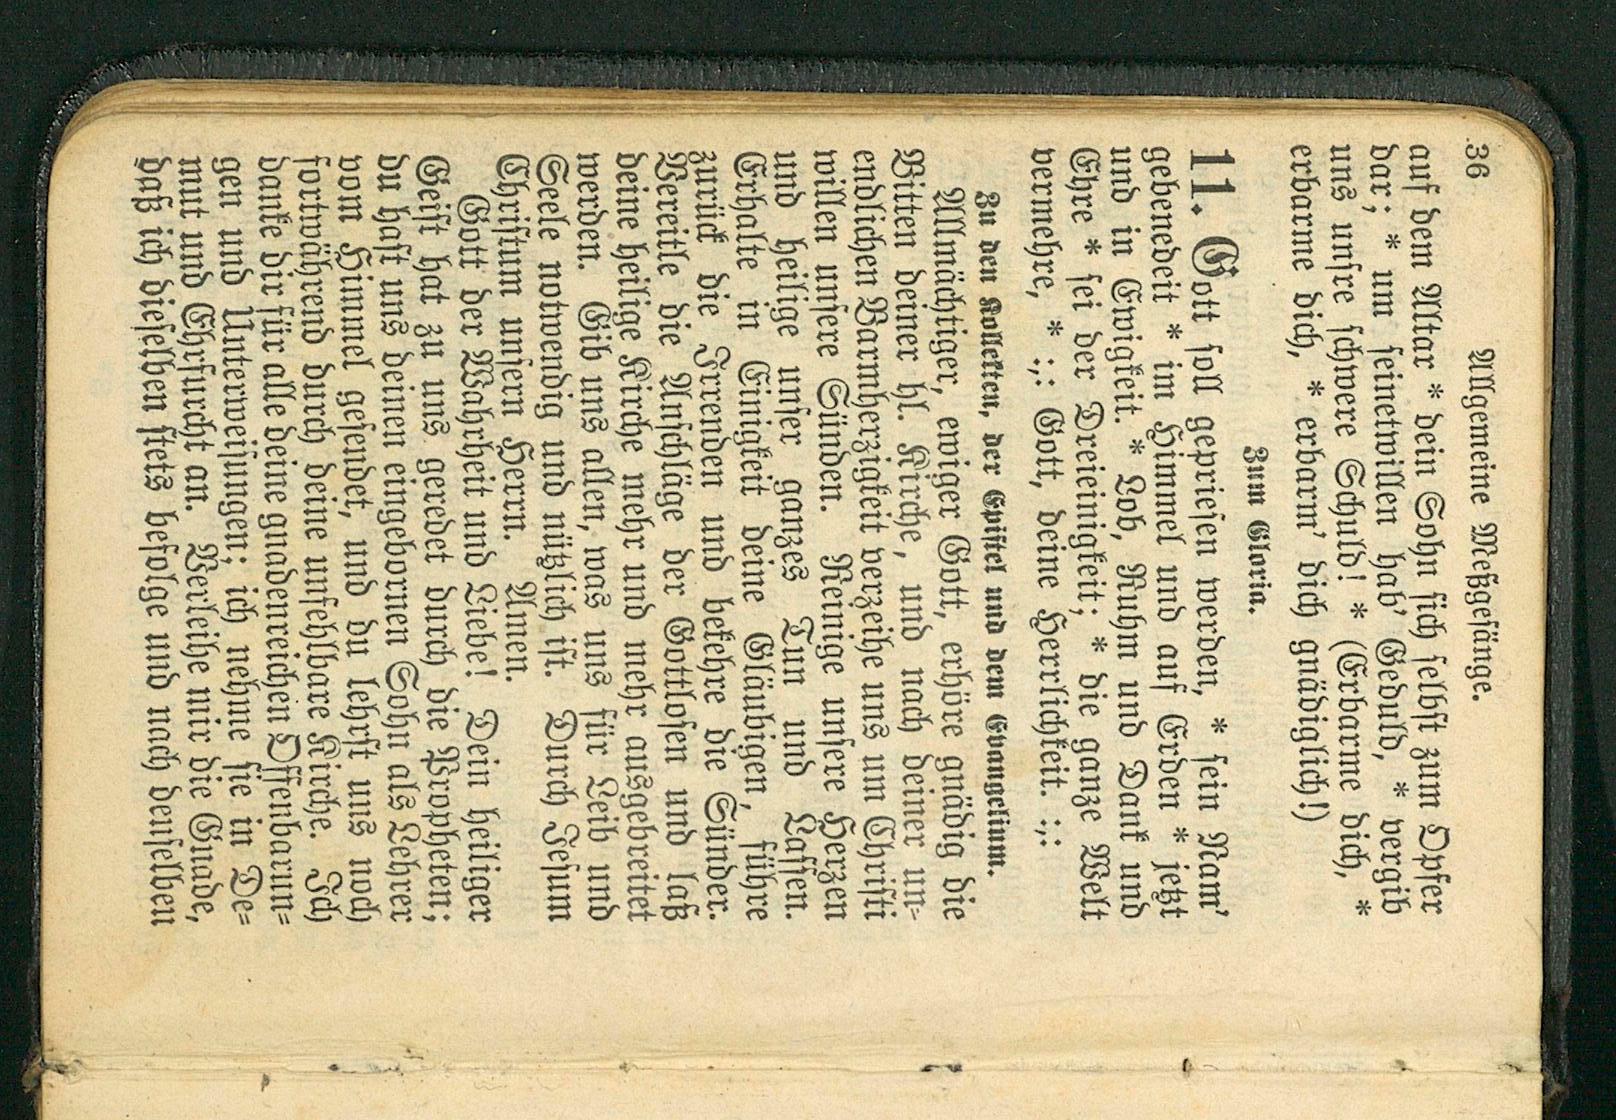 36 Allgemeine Meßgesänge.
auf dem Altar * dein Sohn sich selbst zum Opfer
dar; * um seinetwillen hab' Geduld, * vergib
uns unsre schwere Schuld! * (Erbarme dich, *
erbarme dich, * erbarm' dich gnädiglich!)
Zum Gloria.
11. Gott soll gepriesen werden, * sein Nam'
gebenedeit * im Himmel und auf Erden * jetzt
und in Ewigkeit. * Lob, Ruhm und Dank und
Ehre * sei der Dreieinigkeit; * die ganze Welt
vermehre, * :,: Gott, deine Herrlichkeit. :,:
Zu den Kollekten, der Epistel und dem Evangelium.
Allmächtiger, ewiger Gott, erhöre gnädig die
Bitten deiner hl. Kirche, und nach deiner un-
endlichen Barmherzigkeit verzeihe uns um Christi
willen unsere Sünden. Reinige unsere Herzen
und heilige unser ganzes Tun und Lassen.
Erhalte in Einigkeit deine Gläubigen, führe
zurück die Irrenden und bekehre die Sünder.
Vereitle die Anschläge der Gottlosen und laß
deine heilige Kirche mehr und mehr ausgebreitet
werden. Gib uns allen, was uns für Leib und
Seele notwendig und nützlich ist. Durch Jesum
Christum unsern Herrn. Amen.
Gott der Wahrheit und Liebe! Dein heiliger
Geist hat zu uns geredet durch die Propheten;
du hast uns deinen eingebornen Sohn als Lehrer
vom Himmel gesendet, und du lehrst uns noch
fortwährend durch deine unfehlbare Kirche. Ich
danke dir für alle deine gnadenreichen Offenbarun-
gen und Unterweisungen; ich nehme sie in De-
mut und Ehrfurcht an. Verleihe mir die Gnade,
daß ich dieselben stets befolge und nach denselben